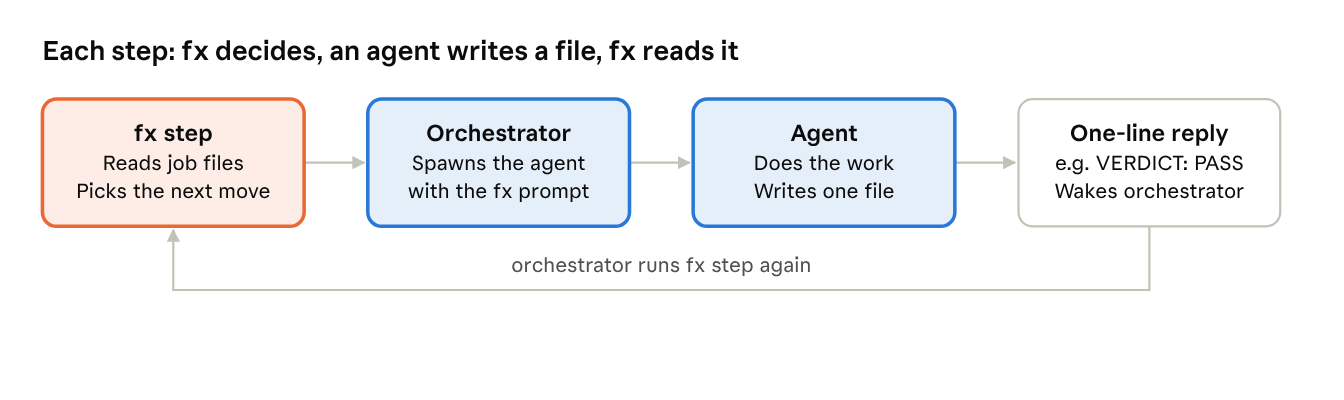 Each step: fx decides, an agent writes a file, fx reads it
fx step
Reads job files
Picks the next move
Orchestrator
Spawns the agent
with the fx prompt
Agent
Does the work
Writes one file
One-line reply
e.g. VERDICT: PASS
Wakes orchestrator
orchestrator runs fx step again